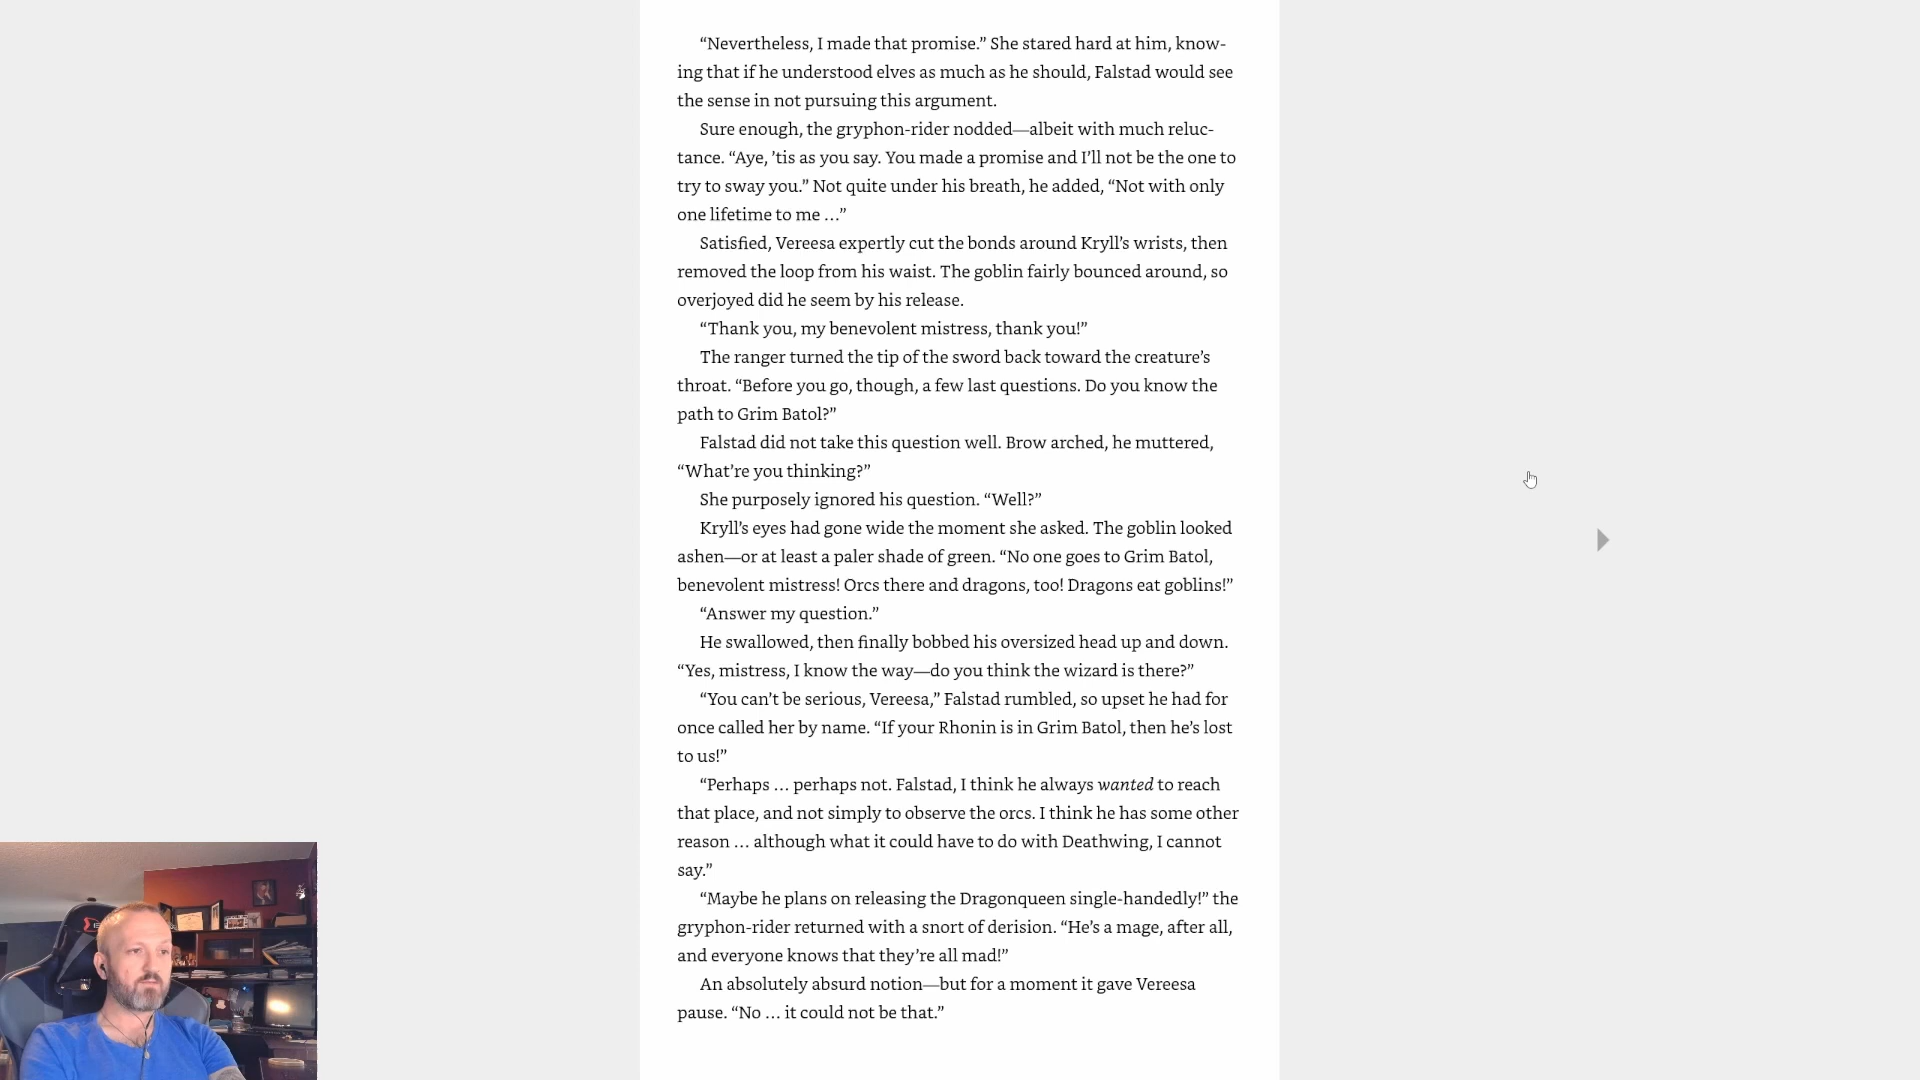 “Nevertheless, I made that promise.” She stared hard at him, know-
ing that if he understood elves as much as he should, Falstad would see
the sense in not pursuing this argument.
Sure enough, the gryphon-rider nodded—albeit with much reluc-
tance. “Aye, ’tis as you say. You made a promise and I’ll not be the one to
try to sway you.” Not quite under his breath, he added, “Not with only
one lifetime to me …”
Satisfied, Vereesa expertly cut the bonds around Kryll’s wrists, then
removed the loop from his waist. The goblin fairly bounced around, so
overjoyed did he seem by his release.
“Thank you, my benevolent mistress, thank you!”
The ranger turned the tip of the sword back toward the creature’s
throat. “Before you go, though, a few last questions. Do you know the
path to Grim Batol?”
Falstad did not take this question well. Brow arched, he muttered,
“What’re you thinking?”
She purposely ignored his question. “Well?”
Kryll’s eyes had gone wide the moment she asked. The goblin looked
ashen—or at least a paler shade of green. “No one goes to Grim Batol,
benevolent mistress! Orcs there and dragons, too! Dragons eat goblins!”
“Answer my question.”
He swallowed, then finally bobbed his oversized head up and down.
“Yes, mistress, I know the way—do you think the wizard is there?”
“You can’t be serious, Vereesa,” Falstad rumbled, so upset he had for
once called her by name. “If your Rhonin is in Grim Batol, then he’s lost
to us!”
“Perhaps … perhaps not. Falstad, I think he always wanted to reach
that place, and not simply to observe the orcs. I think he has some other
reason … although what it could have to do with Deathwing, I cannot
say.”
“Maybe he plans on releasing the Dragonqueen single-handedly!” the
gryphon-rider returned with a snort of derision. “He’s a mage, after all,
and everyone knows that they’re all mad!”
An absolutely absurd notion—but for a moment it gave Vereesa
pause. “No … it could not be that.”